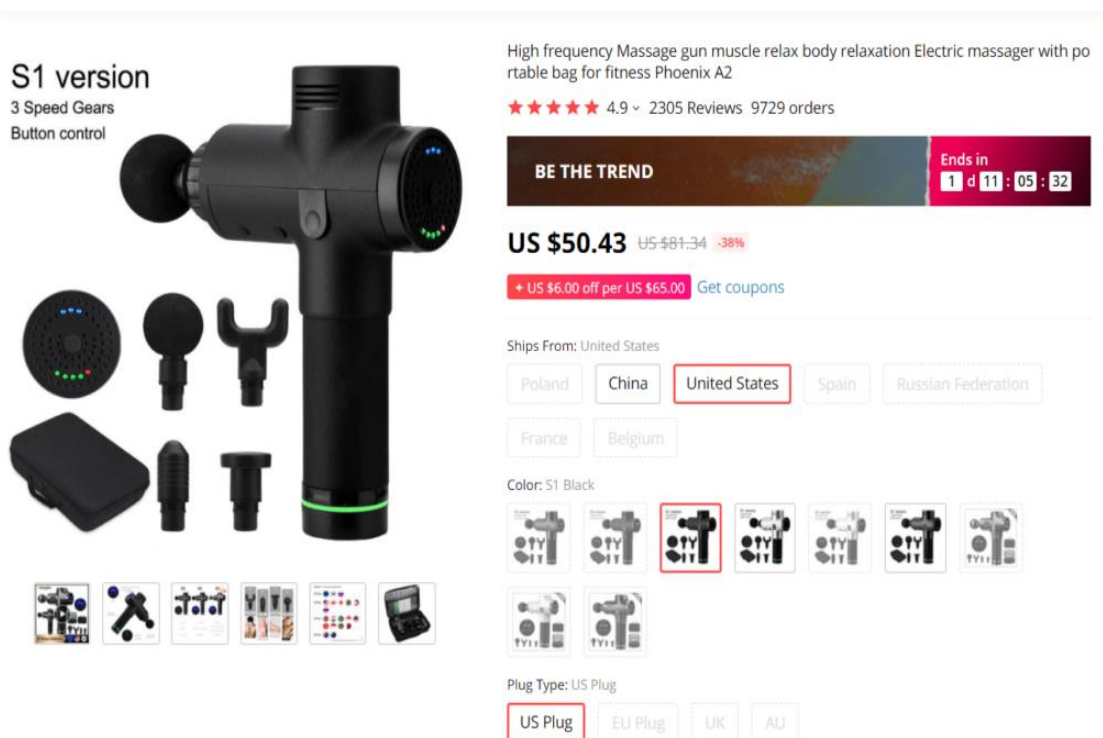 S1 version
3 Speed Gears
Button control
High frequency Massage gun muscle relax body relaxation Electric massager with po
rtable bag for fitness Phoenix A2
4.9 2305 Reviews 9729 orders
BE THE TREND
Ends in
1 d 11 : 05 : 32
US $50.43 US $81.34 -38%
+ US $6.00 off per US $65.00 Get coupons
Ships From: United States
Poland China United States Spain Russian Federation
France Belgium
Color: S1 Black
Plug Type: US Plug
US Plug EU Plug UK AU